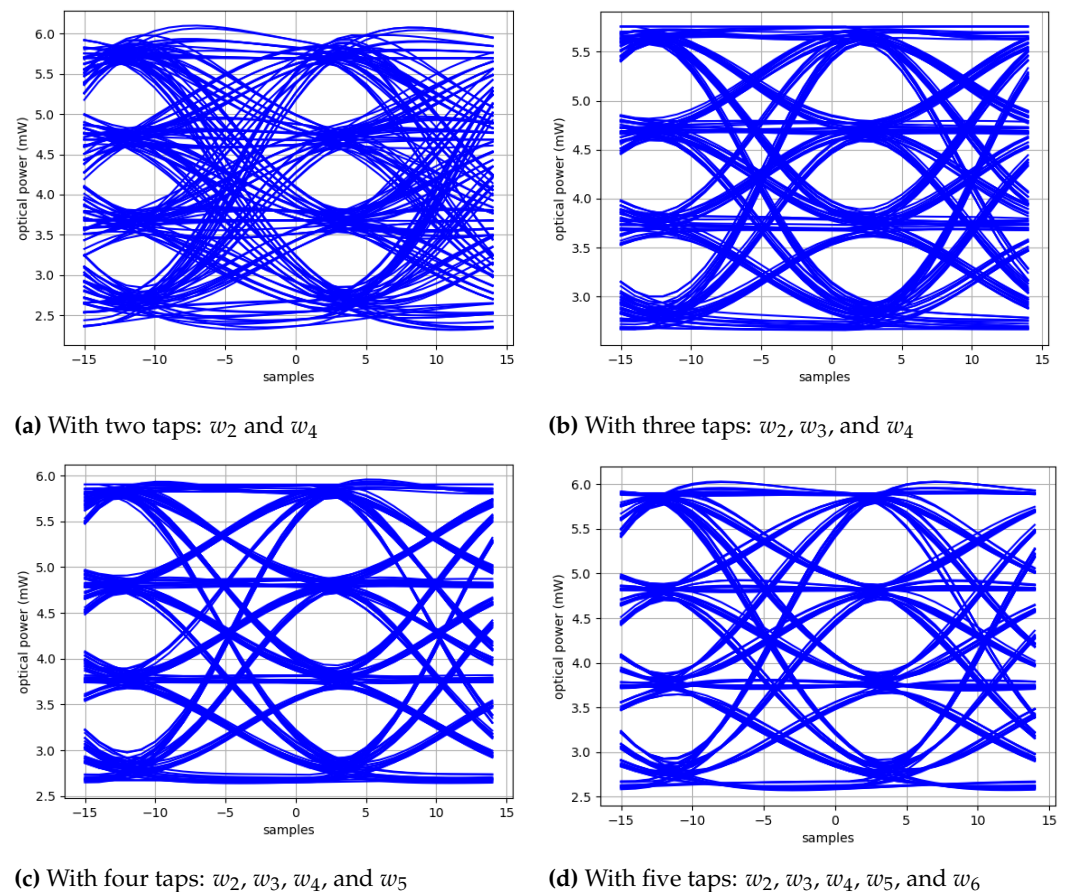 6.0
5.5
5.0
4.5
4.0
3.5
3.0
2.5
optical power (mW)
−15 −10 −5 0 5 10 15
samples
(a) With two taps: w2 and w4
5.5
5.0
4.5
4.0
3.5
3.0
optical power (mW)
−15 −10 −5 0 5 10 15
samples
(b) With three taps: w2, w3, and w4
6.0
5.5
5.0
4.5
4.0
3.5
3.0
2.5
optical power (mW)
−15 −10 −5 0 5 10 15
samples
(c) With four taps: w2, w3, w4, and w5
6.0
5.5
5.0
4.5
4.0
3.5
3.0
2.5
optical power (mW)
−15 −10 −5 0 5 10 15
samples
(d) With five taps: w2, w3, w4, w5, and w6